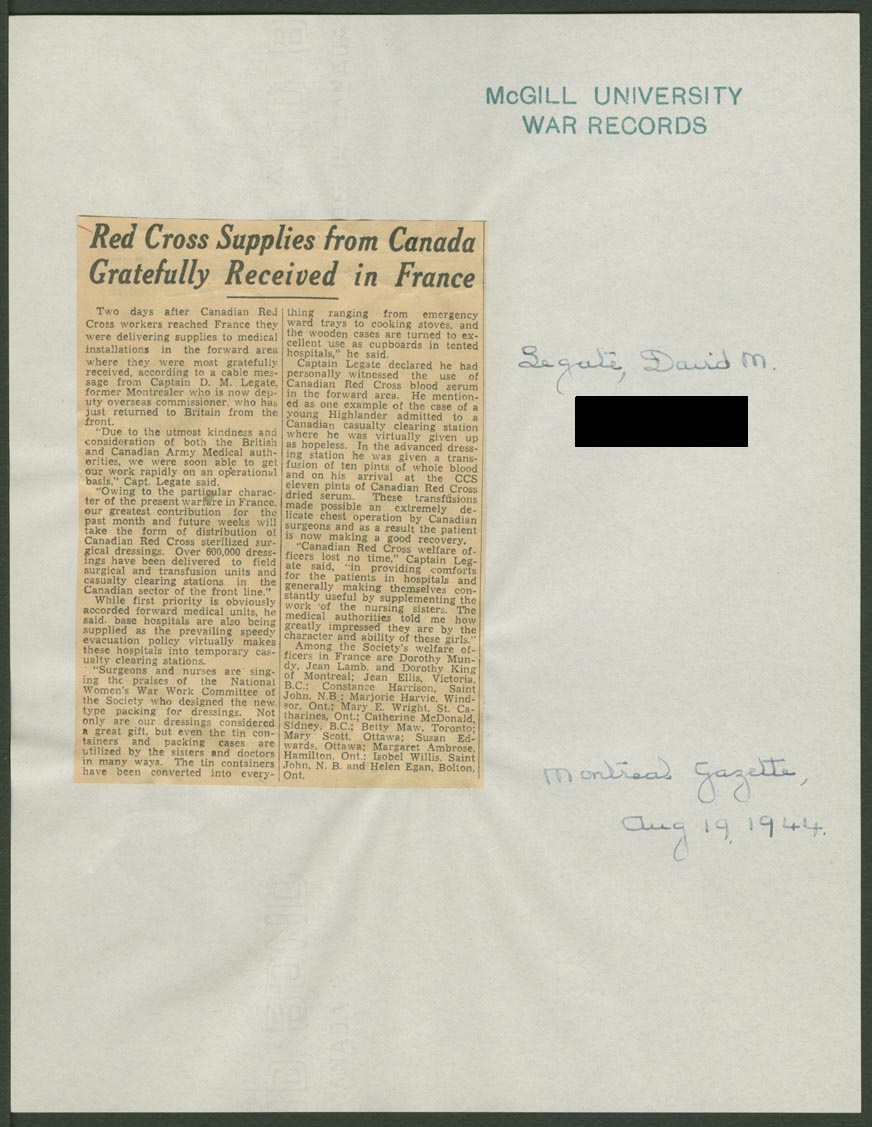 McGILL UNIVERSITY
WAR RECORDS
Red Cross Supplies from Canada
Gratefully Received in France
Two days after Canadian Red
Cross workers reached France they
were delivering supplies to medical
installations in the forward area
where they were most gratefully
received, according to a cable mes-
sage from Captain D. M. Legate,
former Montrealer who is now dep-
uty overseas commissioner, who has
just returned to Britain from the
front.
"Due to the utmost kindness and
consideration of both the British
and Canadian Army Medical auth-
orities, we were soon able to get
our work rapidly on an operational
basis," Capt. Legate said.
"Owing to the particular charac-
ter of the present warfare in France,
our greatest contribution for the
past month and future weeks will
take the form of distribution of
Canadian Red Cross sterilized sur-
gical dressings. Over 600,000 dress-
ings have been delivered to field
surgical and transfusion units and
casualty clearing stations in the
Canadian sector of the front line."
While first priority is obviously
accorded forward medical units, he
said, base hospitals are also being
supplied as the prevailing speedy
evacuation policy virtually makes
these hospitals into temporary cas-
ualty clearing stations.
"Surgeons and nurses are sing-
ing the praises of the National
Women's War Work Committee of
the Society who designed the new
type packing for dressings. Not
only are our dressings considered
a great gift, but even the tin con-
tainers and packing cases are
utilized by the sisters and doctors
in many ways. The tin containers
have been converted into every-
thing ranging from emergency
ward trays to cooking stoves, and
the wooden cases are turned to ex-
cellent use as cupboards in tented
hospitals," he said.
Captain Legate declared he had
personally witnessed the use of
Canadian Red Cross blood serum
in the forward area. He mention-
ed as one example of the case of a
young Highlander admitted to a
Canadian casualty clearing station
where he was virtually given up
as hopeless. In the advanced dress-
ing station he was given a trans-
fusion of ten pints of whole blood
and on his arrival at the CCS
eleven pints of Canadian Red Cross
dried serum. These transfusions
made possible an extremely de-
licate chest operation by Canadian
surgeons and as a result the patient
is now making a good recovery.
"Canadian Red Cross welfare of-
ficers lost no time," Captain Leg-
ate said, "in providing comforts
for the patients in hospitals and
generally making themselves con-
stantly useful by supplementing the
work of the nursing sisters. The
medical authorities told me how
greatly impressed they are by the
character and ability of these girls."
Among the Society's welfare of-
ficers in France are Dorothy Mun-
dy, Jean Lamb, and Dorothy King
of Montreal; Jean Ellis, Victoria,
B.C.; Constance Harrison, Saint
John, N.B.; Marjorie Harvie, Wind-
sor, Ont.; Mary E. Wright, St. Ca-
tharines, Ont.; Catherine McDonald,
Sidney, B.C.; Betty Maw, Toronto;
Mary Scott, Ottawa; Susan Ed-
wards, Ottawa; Margaret Ambrose,
Hamilton, Ont.; Isobel Willis, Saint
John, N. B. and Helen Egan, Bolton,
Ont.
Legate, David M.
Montreal Gazette,
Aug 19, 1944.